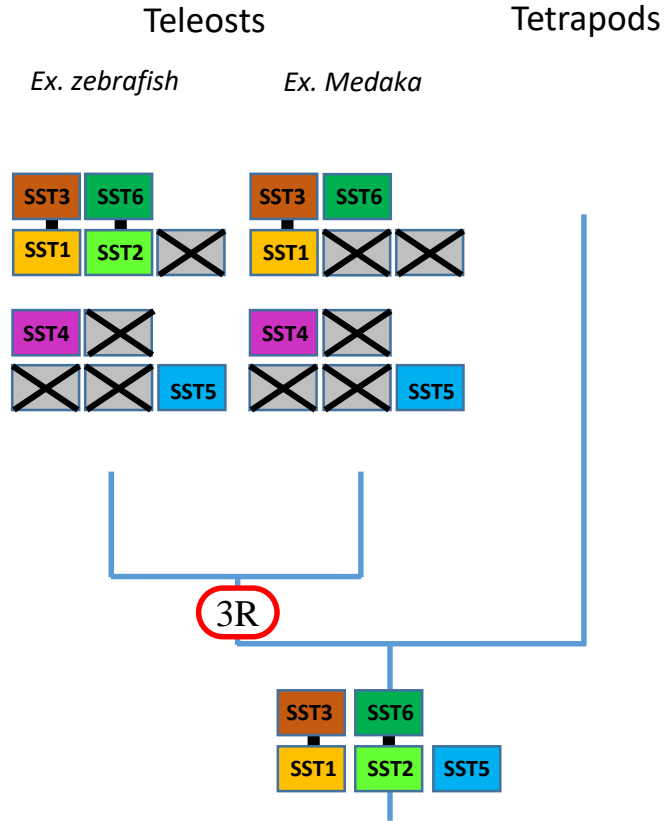 Teleosts Tetrapods
Ex. zebrafish Ex. Medaka
SST3 SST6 SST3 SST6
SST1 SST2 SST1
SST4 SST4
SST5 SST5
3R
SST3 SST6
SST1 SST2 SST5